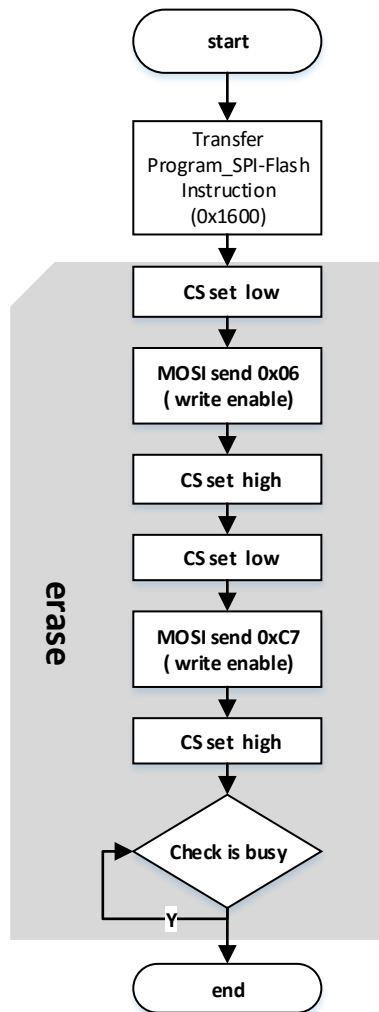 start
Transfer
Program_SPI-Flash
Instruction
(0x1600)
CS set low
MOSI send 0x06
( write enable)
CS set high
CS set low
MOSI send 0xC7
( write enable)
CS set high
erase
Check is busy
Y
end